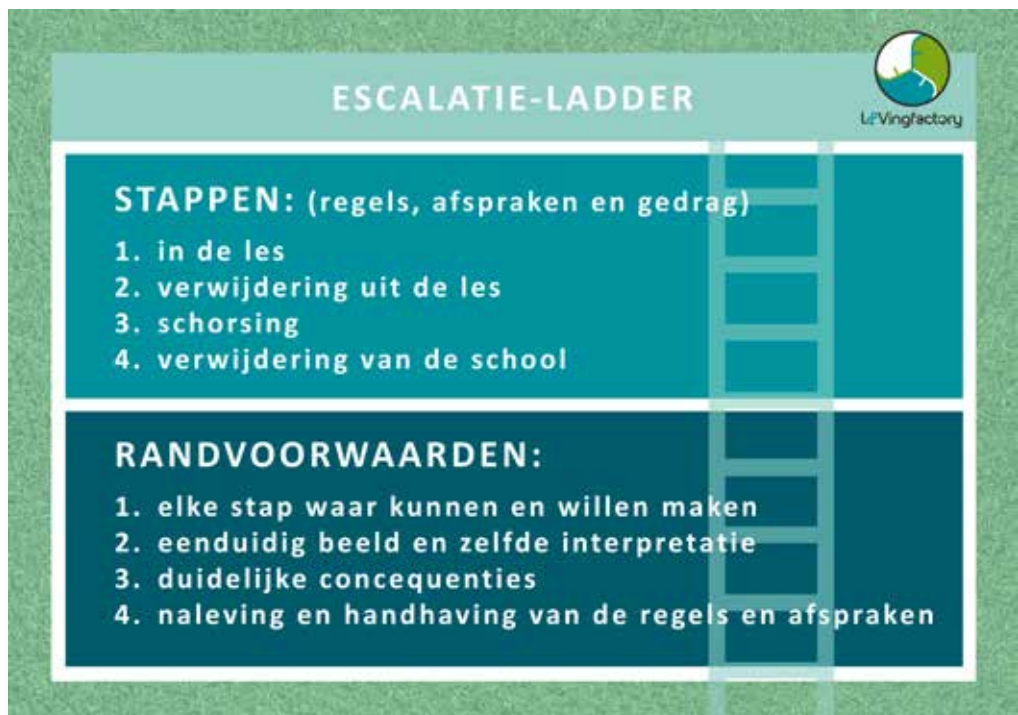 ESCALATIE-LADDER
LefVingfactory
STAPPEN: (regels, afspraken en gedrag)
1. in de les
2. verwijdering uit de les
3. schorsing
4. verwijdering van de school
RANDVOORWAARDEN:
1. elke stap waar kunnen en willen maken
2. eenduidig beeld en zelfde interpretatie
3. duidelijke concequenties
4. naleving en handhaving van de regels en afspraken